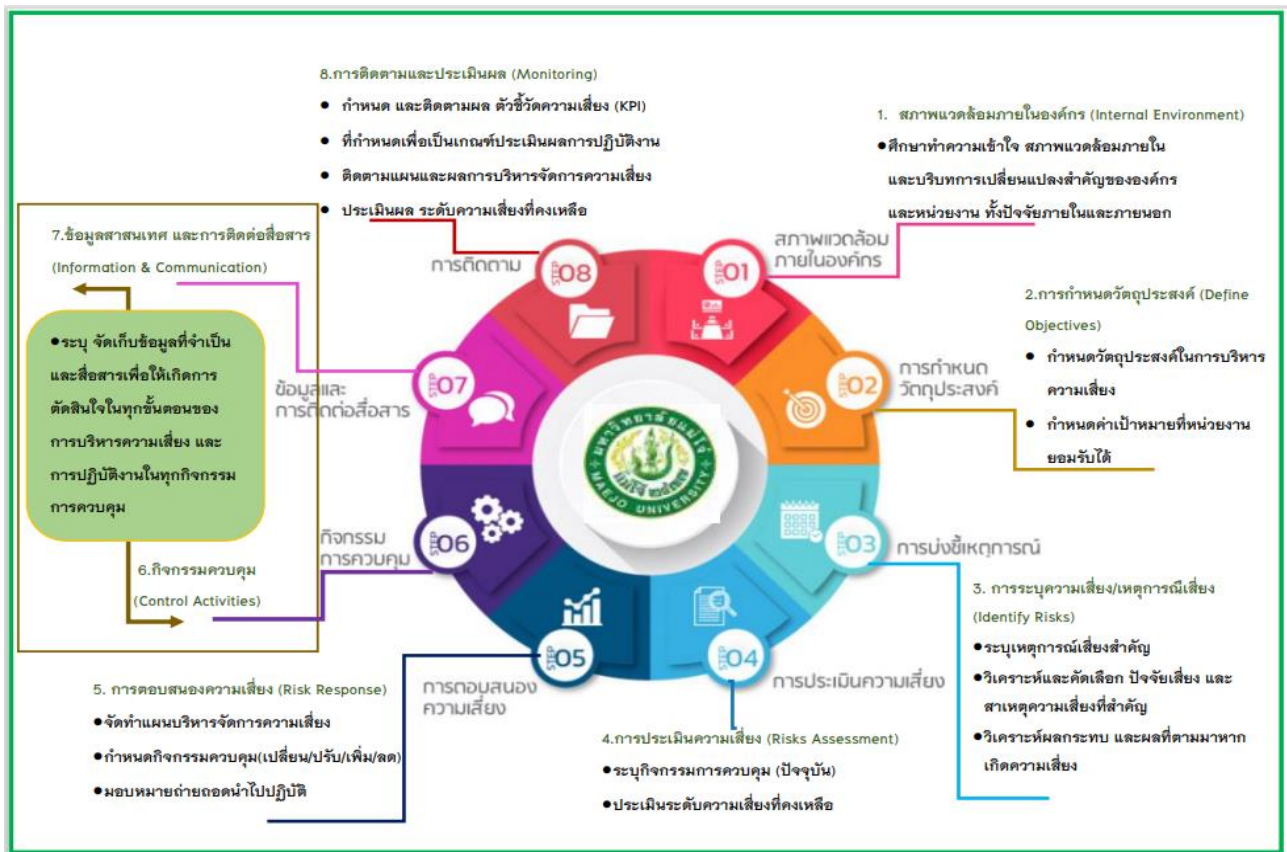 8.การติดตามและประเมินผล (Monitoring)
● กำหนด และติดตามผล ตัวชี้วัดความเสี่ยง (KPI)
● ที่กำหนดเพื่อเป็นเกณฑ์ประเมินผลการปฏิบัติงาน
● ติดตามแผนและผลการบริหารจัดการความเสี่ยง
● ประเมินผล ระดับความเสี่ยงที่คงเหลือ
1. สภาพแวดล้อมภายในองค์กร (Internal Environment)
●ศึกษาทำความเข้าใจ สภาพแวดล้อมภายใน
และบริบทการเปลี่ยนแปลงสำคัญขององค์กร
และหน่วยงาน ทั้งปัจจัยภายในและภายนอก
7.ข้อมูลสาสนเทศ และการติดต่อสื่อสาร
(Information & Communication)
●ระบุ จัดเก็บข้อมูลที่จำเป็น
และสื่อสารเพื่อให้เกิดการ
ตัดสินใจในทุกขั้นตอนของ
การบริหารความเสี่ยง และ
การปฏิบัติงานในทุกกิจกรรม
การควบคุม
6.กิจกรรมควบคุม
(Control Activities)
2.การกำหนดวัตถุประสงค์ (Define
Objectives)
● กำหนดวัตถุประสงค์ในการบริหาร
ความเสี่ยง
● กำหนดค่าเป้าหมายที่หน่วยงาน
ยอมรับได้
การติดตาม
STEP 08
STEP 01
สภาพแวดล้อม
ภายในองค์กร
ข้อมูลและ
การติดต่อสื่อสาร
STEP 07
STEP 02
การกำหนด
วัตถุประสงค์
มหาวิทยาลัยแม่โจ้
แม่โจ้ ๒๔๗๗
MAEJO UNIVERSITY
กิจกรรม
การควบคุม
STEP 06
STEP 03
การบ่งชี้เหตุการณ์
STEP 05
การตอบสนอง
ความเสี่ยง
STEP 04
การประเมินความเสี่ยง
3. การระบุความเสี่ยง/เหตุการณ์เสี่ยง
(Identify Risks)
●ระบุเหตุการณ์เสี่ยงสำคัญ
●วิเคราะห์และคัดเลือก ปัจจัยเสี่ยง และ
สาเหตุความเสี่ยงที่สำคัญ
●วิเคราะห์ผลกระทบ และผลที่ตามมาหาก
เกิดความเสี่ยง
5. การตอบสนองความเสี่ยง (Risk Response)
●จัดทำแผนบริหารจัดการความเสี่ยง
●กำหนดกิจกรรมควบคุม(เปลี่ยน/ปรับ/เพิ่ม/ลด)
●มอบหมายถ่ายถอดนำไปปฏิบัติ
4.การประเมินความเสี่ยง (Risks Assessment)
●ระบุกิจกรรมการควบคุม (ปัจจุบัน)
●ประเมินระดับความเสี่ยงที่คงเหลือ